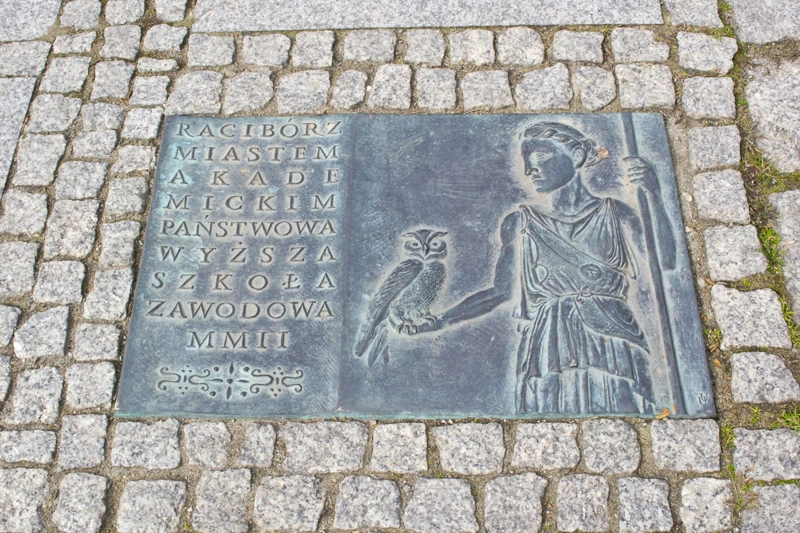 RACIBÓRZ
MIASTEM
AKADE
MICKIM
PAŃSTWOWA
WYŻSZA
SZKOŁA
ZAWODOWA
MMII